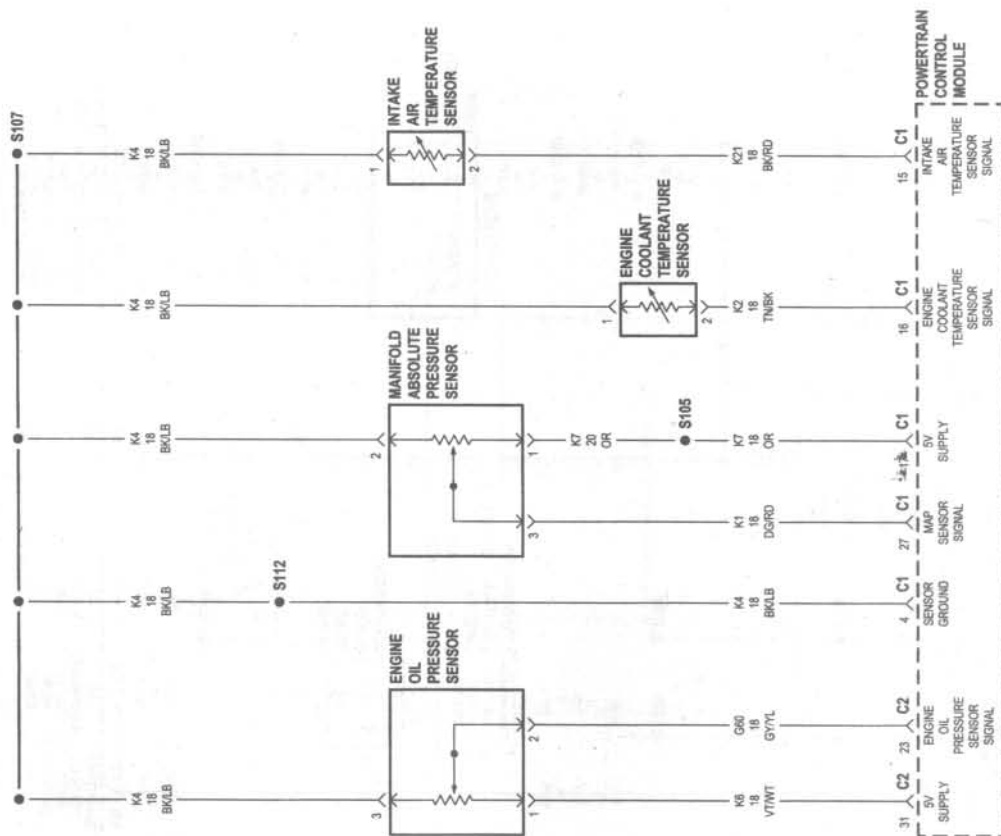 S107
K4
18
BK/LB
K4
18
BK/LB
K4
18
BK/LB
K4
18
BK/LB
K4
18
BK/LB
S112
3
ENGINE
OIL
PRESSURE
SENSOR
1
2
2
MANIFOLD
ABSOLUTE
PRESSURE
SENSOR
3
1
1
ENGINE
COOLANT
TEMPERATURE
SENSOR
2
1
INTAKE
AIR
TEMPERATURE
SENSOR
2
K7
20
OR
S105
K6
18
VT/WT
G60
18
GY/YL
K4
18
BK/LB
K1
18
DG/RD
K7
18
OR
K2
18
TN/BK
K21
18
BK/RD
31
C2
5V
SUPPLY
23
C2
ENGINE
OIL
PRESSURE
SENSOR
SIGNAL
4
C1
SENSOR
GROUND
27
C1
MAP
SENSOR
SIGNAL
C1
5V
SUPPLY
16
C1
ENGINE
COOLANT
TEMPERATURE
SENSOR
SIGNAL
15
C1
INTAKE
AIR
TEMPERATURE
SENSOR
SIGNAL
POWERTRAIN
CONTROL
MODULE